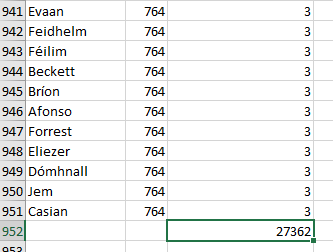 941 Evaan 764 3
942 Feidhelm 764 3
943 Féilim 764 3
944 Beckett 764 3
945 Bríon 764 3
946 Afonso 764 3
947 Forrest 764 3
948 Eliezer 764 3
949 Dómhnall 764 3
950 Jem 764 3
951 Casian 764 3
952 27362
953